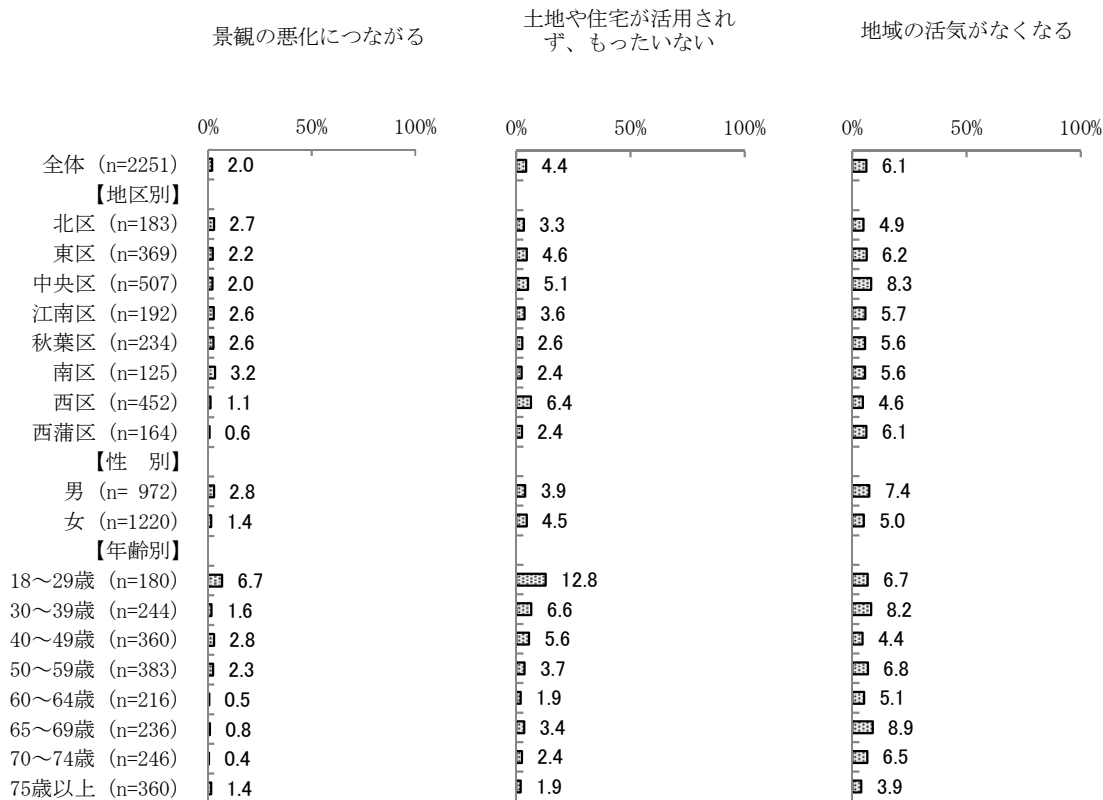 景観の悪化につながる
土地や住宅が活用され
ず、もったいない
地域の活気がなくなる
0% 50% 100% 0% 50% 100% 0% 50% 100%
全体 (n=2251) 2.0 4.4 6.1
【地区別】
北区 (n=183) 2.7 3.3 4.9
東区 (n=369) 2.2 4.6 6.2
中央区 (n=507) 2.0 5.1 8.3
江南区 (n=192) 2.6 3.6 5.7
秋葉区 (n=234) 2.6 2.6 5.6
南区 (n=125) 3.2 2.4 5.6
西区 (n=452) 1.1 6.4 4.6
西蒲区 (n=164) 0.6 2.4 6.1
【性　別】
男 (n= 972) 2.8 3.9 7.4
女 (n=1220) 1.4 4.5 5.0
【年齢別】
18～29歳 (n=180) 6.7 12.8 6.7
30～39歳 (n=244) 1.6 6.6 8.2
40～49歳 (n=360) 2.8 5.6 4.4
50～59歳 (n=383) 2.3 3.7 6.8
60～64歳 (n=216) 0.5 1.9 5.1
65～69歳 (n=236) 0.8 3.4 8.9
70～74歳 (n=246) 0.4 2.4 6.5
75歳以上 (n=360) 1.4 1.9 3.9